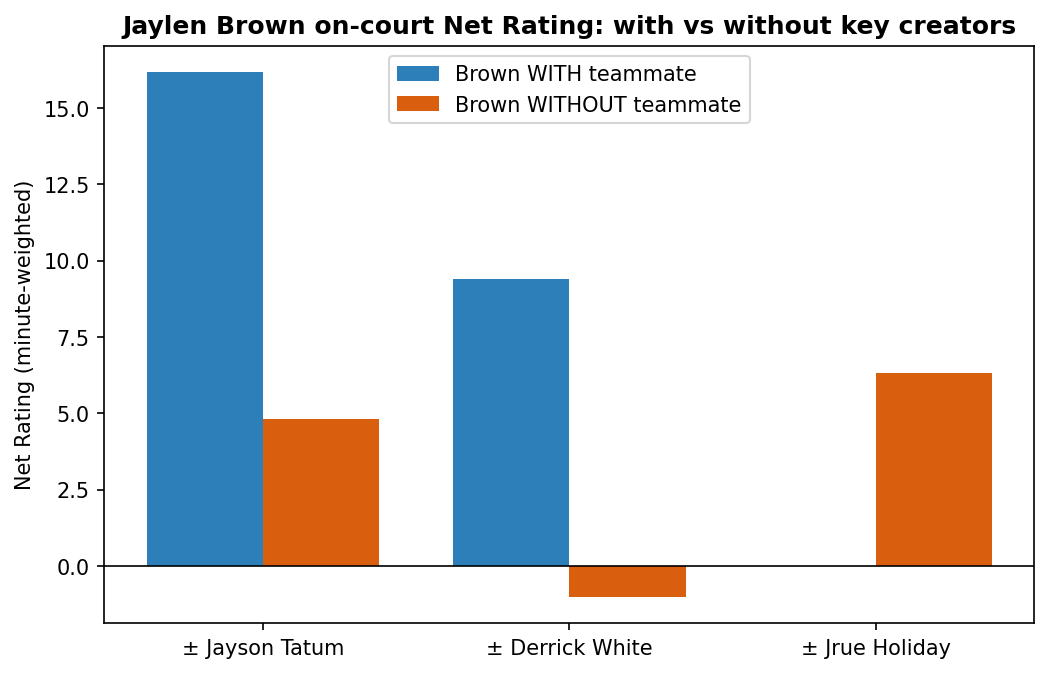 Jaylen Brown on-court Net Rating: with vs without key creators
Brown WITH teammate
Brown WITHOUT teammate
Net Rating (minute-weighted)
15.0
12.5
10.0
7.5
5.0
2.5
0.0
± Jayson Tatum
± Derrick White
± Jrue Holiday